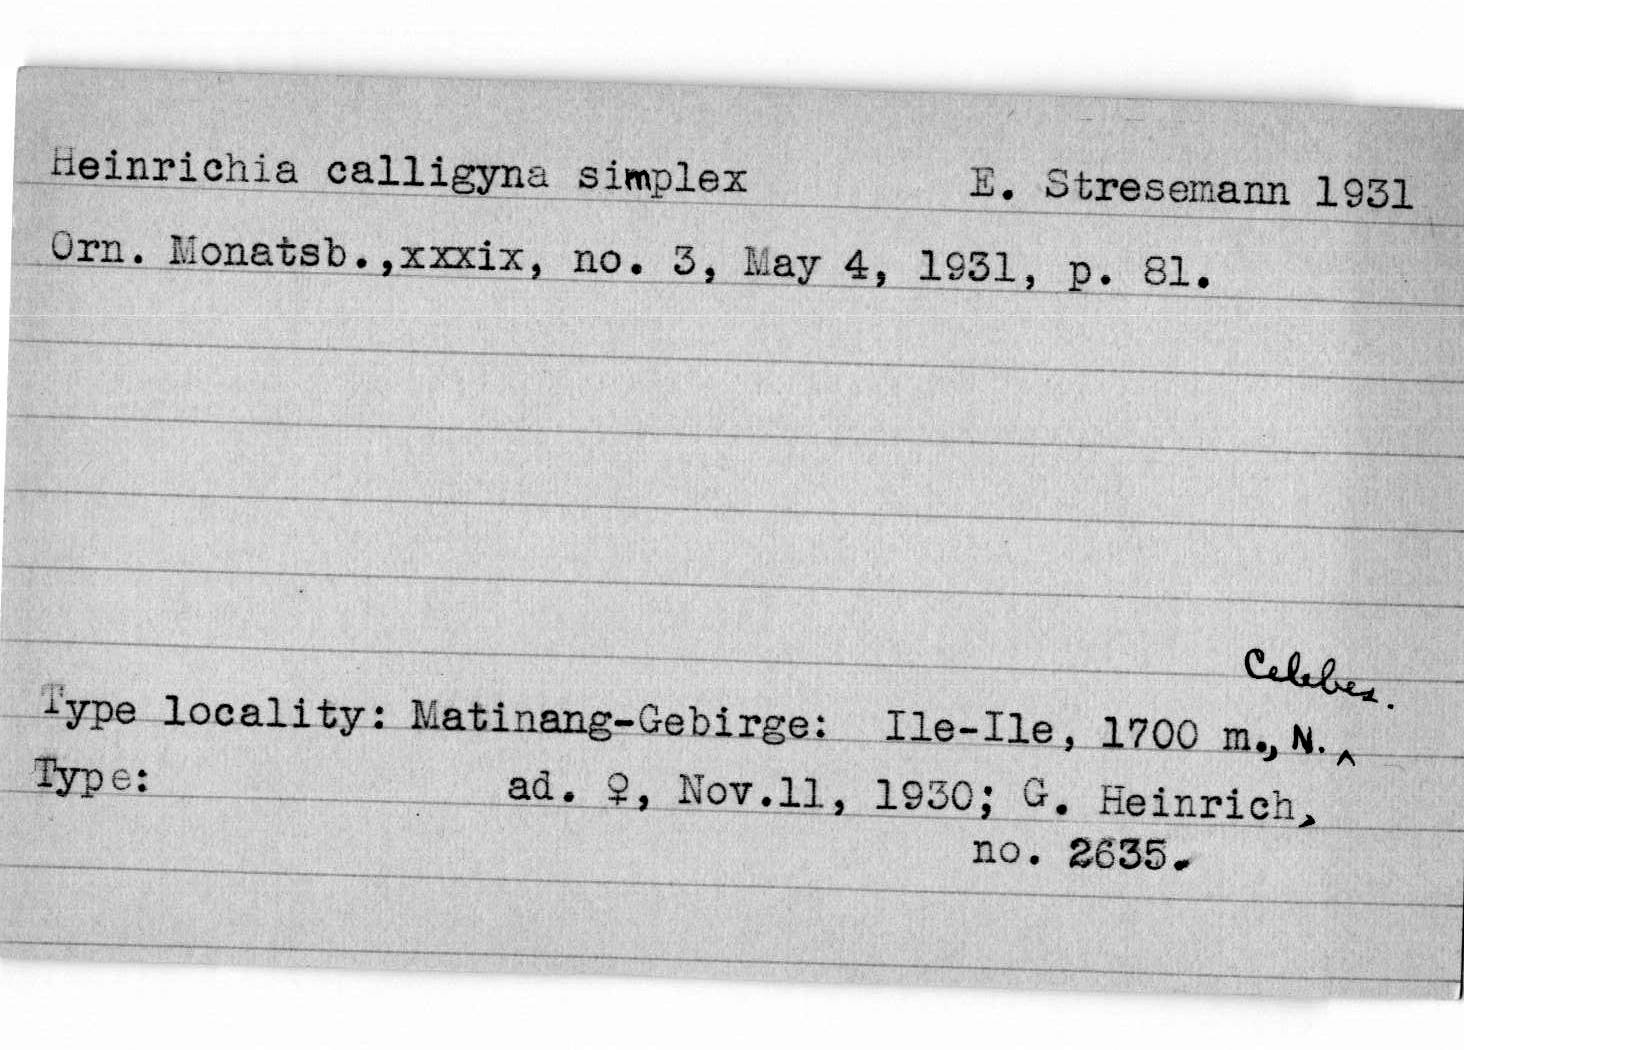 Heinrichia calligyna simplex E. Stresemann 1931
Orn. Monatsb.,xxxix, no. 3, May 4, 1931, p. 81.
Type locality: Matinang-Gebirge: Ile-Ile, 1700 m., N. ^ Celebes.
Type: ad. ♀, Nov.11, 1930; G. Heinrich,
no. 2635.